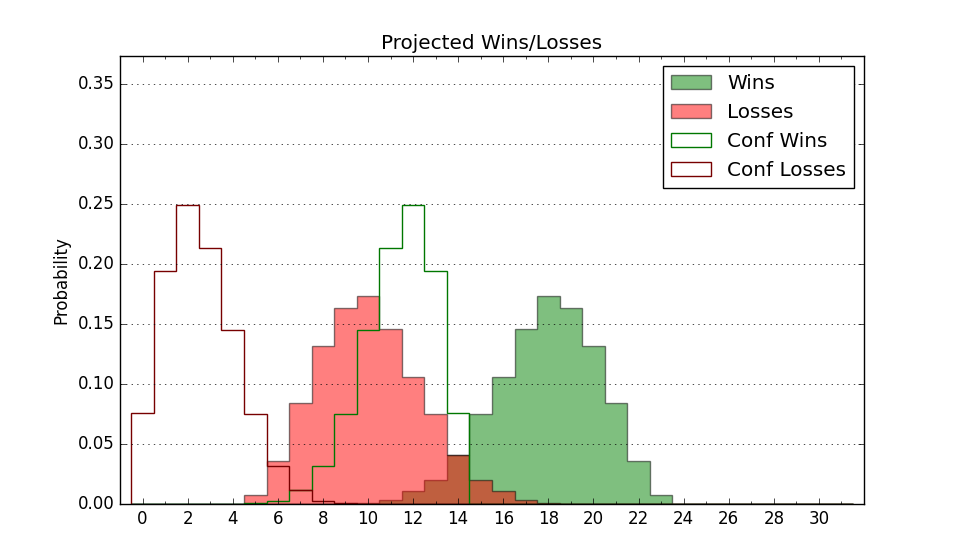 Projected Wins/Losses
0.35
0.30
0.25
0.20
0.15
0.10
0.05
0.00
Probability
Wins
Losses
Conf Wins
Conf Losses
0 2 4 6 8 10 12 14 16 18 20 22 24 26 28 30